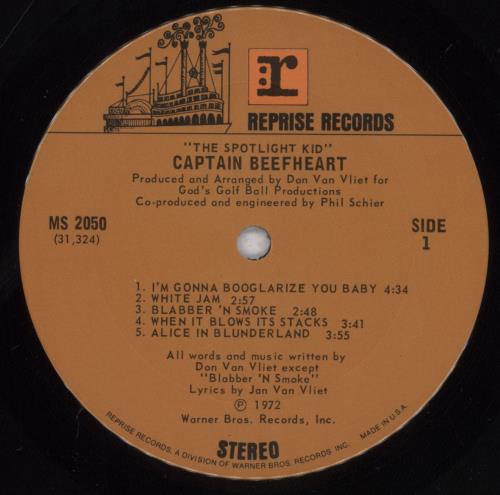 r
REPRISE RECORDS
"THE SPOTLIGHT KID"
CAPTAIN BEEFHEART
Produced and Arranged by Don Van Vliet for
God's Golf Ball Productions
Co-produced and engineered by Phil Schier
MS 2050
(31,324)
SIDE
1
1. I'M GONNA BOOGLARIZE YOU BABY 4:34
2. WHITE JAM 2:57
3. BLABBER 'N SMOKE 2:48
4. WHEN IT BLOWS ITS STACKS 3:41
5. ALICE IN BLUNDERLAND 3:55
All words and music written by
Don Van Vliet except
"Blabber 'N Smoke"
Lyrics by Jan Van Vliet
Ⓟ 1972
Warner Bros. Records, Inc.
STEREO
REPRISE RECORDS, A DIVISION OF WARNER BROS. RECORDS INC. MADE IN U.S.A.